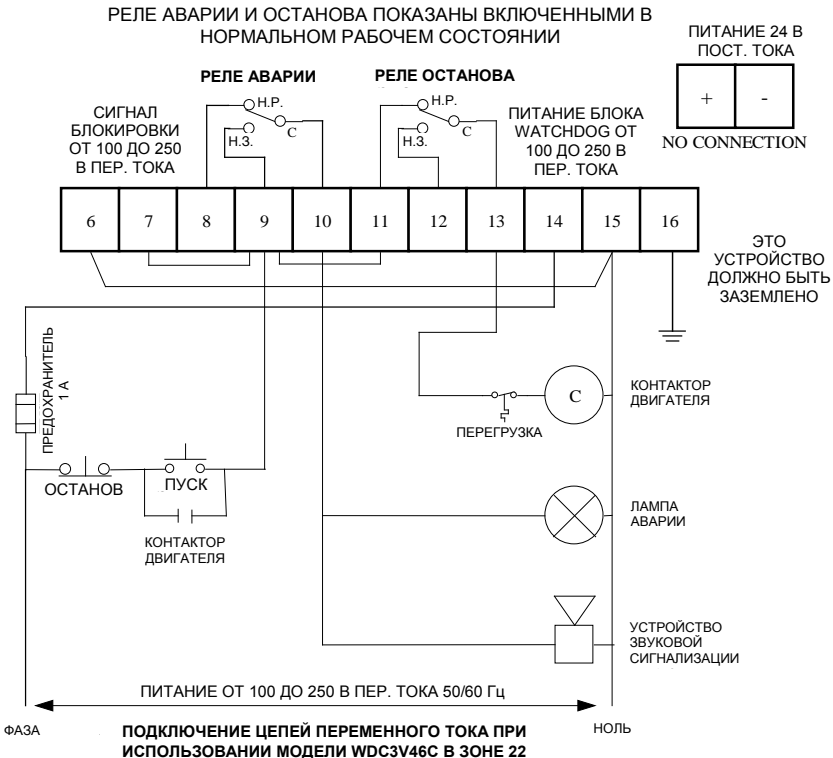 РЕЛЕ АВАРИИ И ОСТАНОВА ПОКАЗАНЫ ВКЛЮЧЕННЫМИ В
НОРМАЛЬНОМ РАБОЧЕМ СОСТОЯНИИ
ПИТАНИЕ 24 В
ПОСТ. ТОКА
+ -
NO CONNECTION
РЕЛЕ АВАРИИ
РЕЛЕ ОСТАНОВА
СИГНАЛ
БЛОКИРОВКИ
ОТ 100 ДО 250
В ПЕР. ТОКА
Н.Р.
Н.З.
C
Н.Р.
Н.З.
C
ПИТАНИЕ БЛОКА
WATCHDOG ОТ
100 ДО 250 В
ПЕР. ТОКА
6 7 8 9 10 11 12 13 14 15 16
ЭТО
УСТРОЙСТВО
ДОЛЖНО БЫТЬ
ЗАЗЕМЛЕНО
ПРЕДОХРАНИТЕЛЬ
1 А
C
КОНТАКТОР
ДВИГАТЕЛЯ
ПЕРЕГРУЗКА
ОСТАНОВ
ПУСК
КОНТАКТОР
ДВИГАТЕЛЯ
ЛАМПА
АВАРИИ
УСТРОЙСТВО
ЗВУКОВОЙ
СИГНАЛИЗАЦИИ
ПИТАНИЕ ОТ 100 ДО 250 В ПЕР. ТОКА 50/60 Гц
ФАЗА
НОЛЬ
ПОДКЛЮЧЕНИЕ ЦЕПЕЙ ПЕРЕМЕННОГО ТОКА ПРИ
ИСПОЛЬЗОВАНИИ МОДЕЛИ WDC3V46C В ЗОНЕ 22